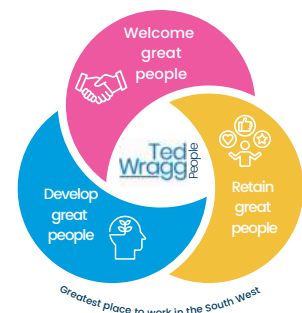 Welcome
great
people
Ted
Wragg
People
Develop
great
people
Retain
great
people
Greatest place to work in the South West